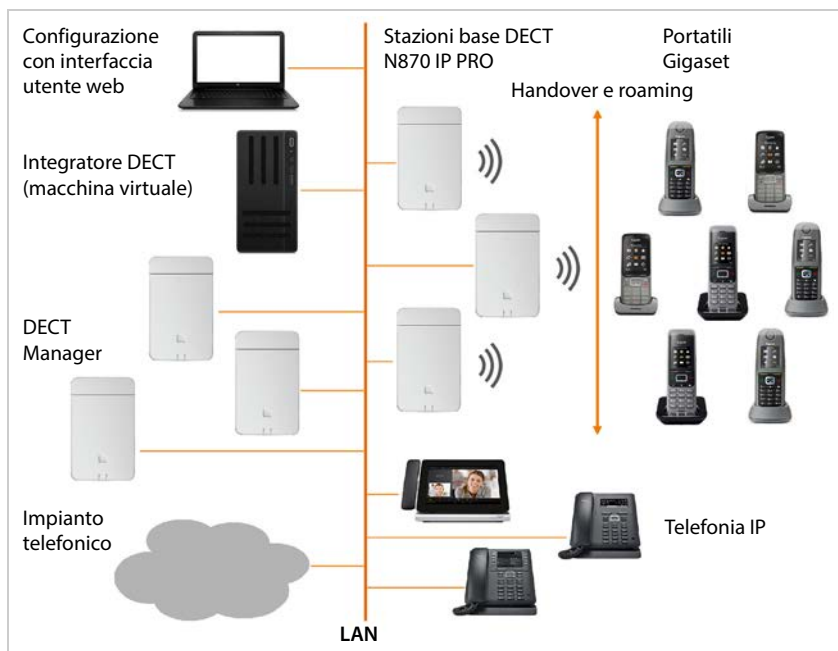 Configurazione
con interfaccia
utente web
Stazioni base DECT
N870 IP PRO
Portatili
Gigaset
Handover e roaming
Integratore DECT
(macchina virtuale)
DECT
Manager
Impianto
telefonico
Telefonia IP
LAN